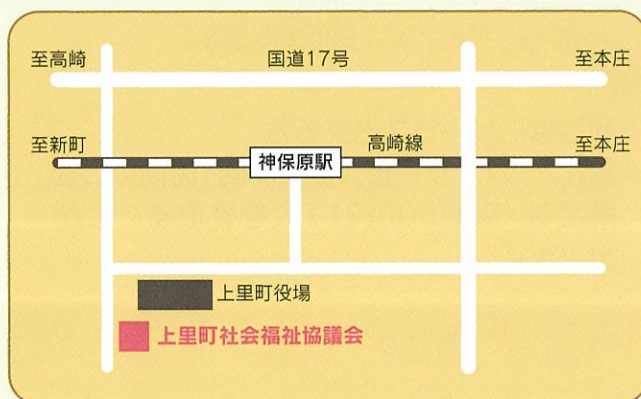 至高崎 国道17号 至本庄
至新町 高崎線 至本庄
神保原駅
上里町役場
上里町社会福祉協議会